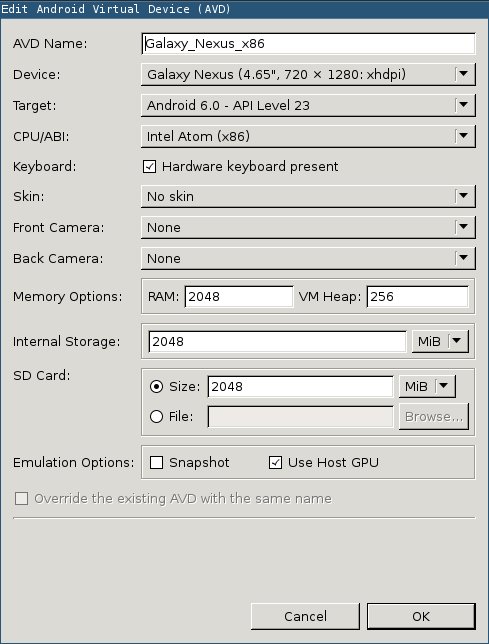 Edit Android Virtual Device (AVD)
AVD Name: Galaxy_Nexus_x86
Device: Galaxy Nexus (4.65", 720 × 1280: xhdpi)
Target: Android 6.0 - API Level 23
CPU/ABI: Intel Atom (x86)
Keyboard: Hardware keyboard present
Skin: No skin
Front Camera: None
Back Camera: None
Memory Options: RAM: 2048 VM Heap: 256
Internal Storage: 2048 MiB
SD Card:
Size: 2048 MiB
File: Browse...
Emulation Options: Snapshot Use Host GPU
Override the existing AVD with the same name
Cancel OK